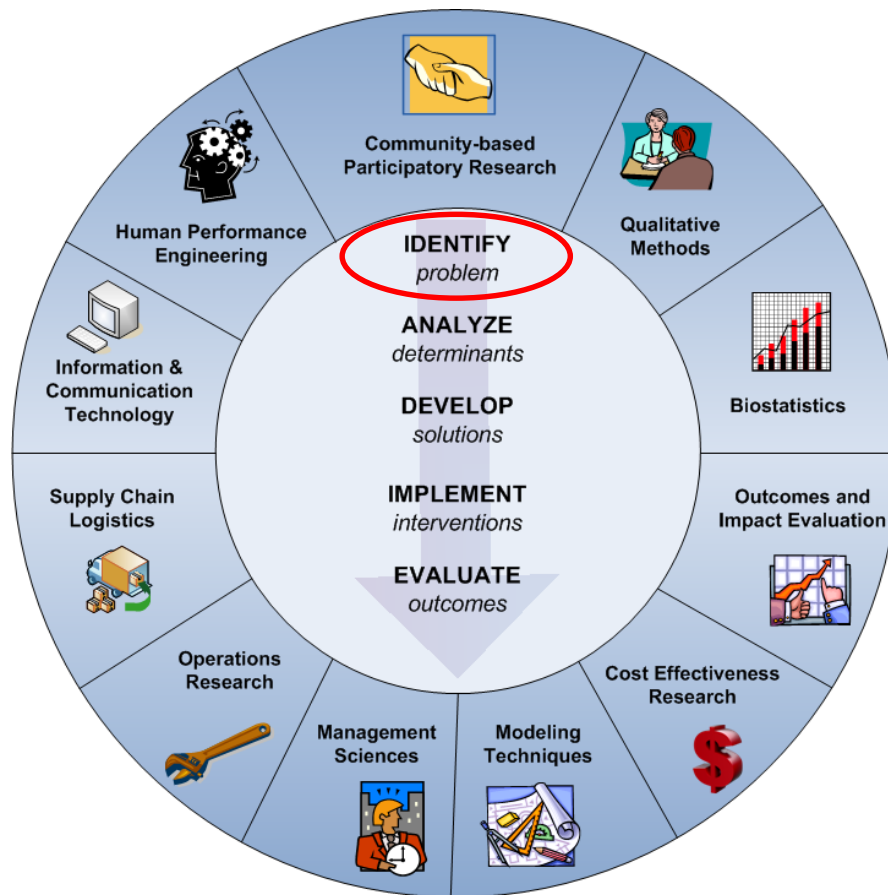 Community-based
Participatory Research
Qualitative
Methods
Biostatistics
Outcomes and
Impact Evaluation
Cost Effectiveness
Research
Modeling
Techniques
Management
Sciences
Operations
Research
Supply Chain
Logistics
Information &
Communication
Technology
Human Performance
Engineering
IDENTIFY
problem
ANALYZE
determinants
DEVELOP
solutions
IMPLEMENT
interventions
EVALUATE
outcomes
$